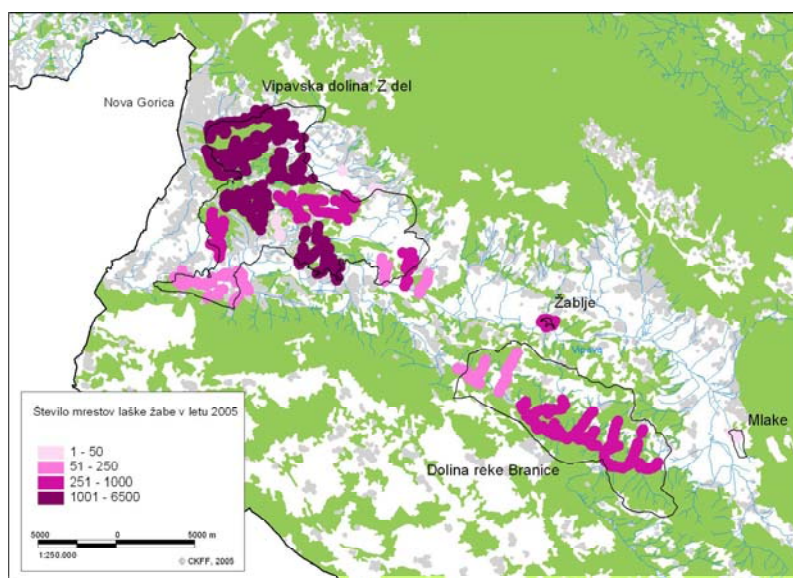 Vipavska dolina: Z del
Nova Gorica
Žablje
Vipava
Mlake
Dolina reke Branice
Število mrestov laške žabe v letu 2005
1 - 50
51 - 250
251 - 1000
1001 - 6500
5000 0 5000 m
1:250.000
© CKFF, 2005